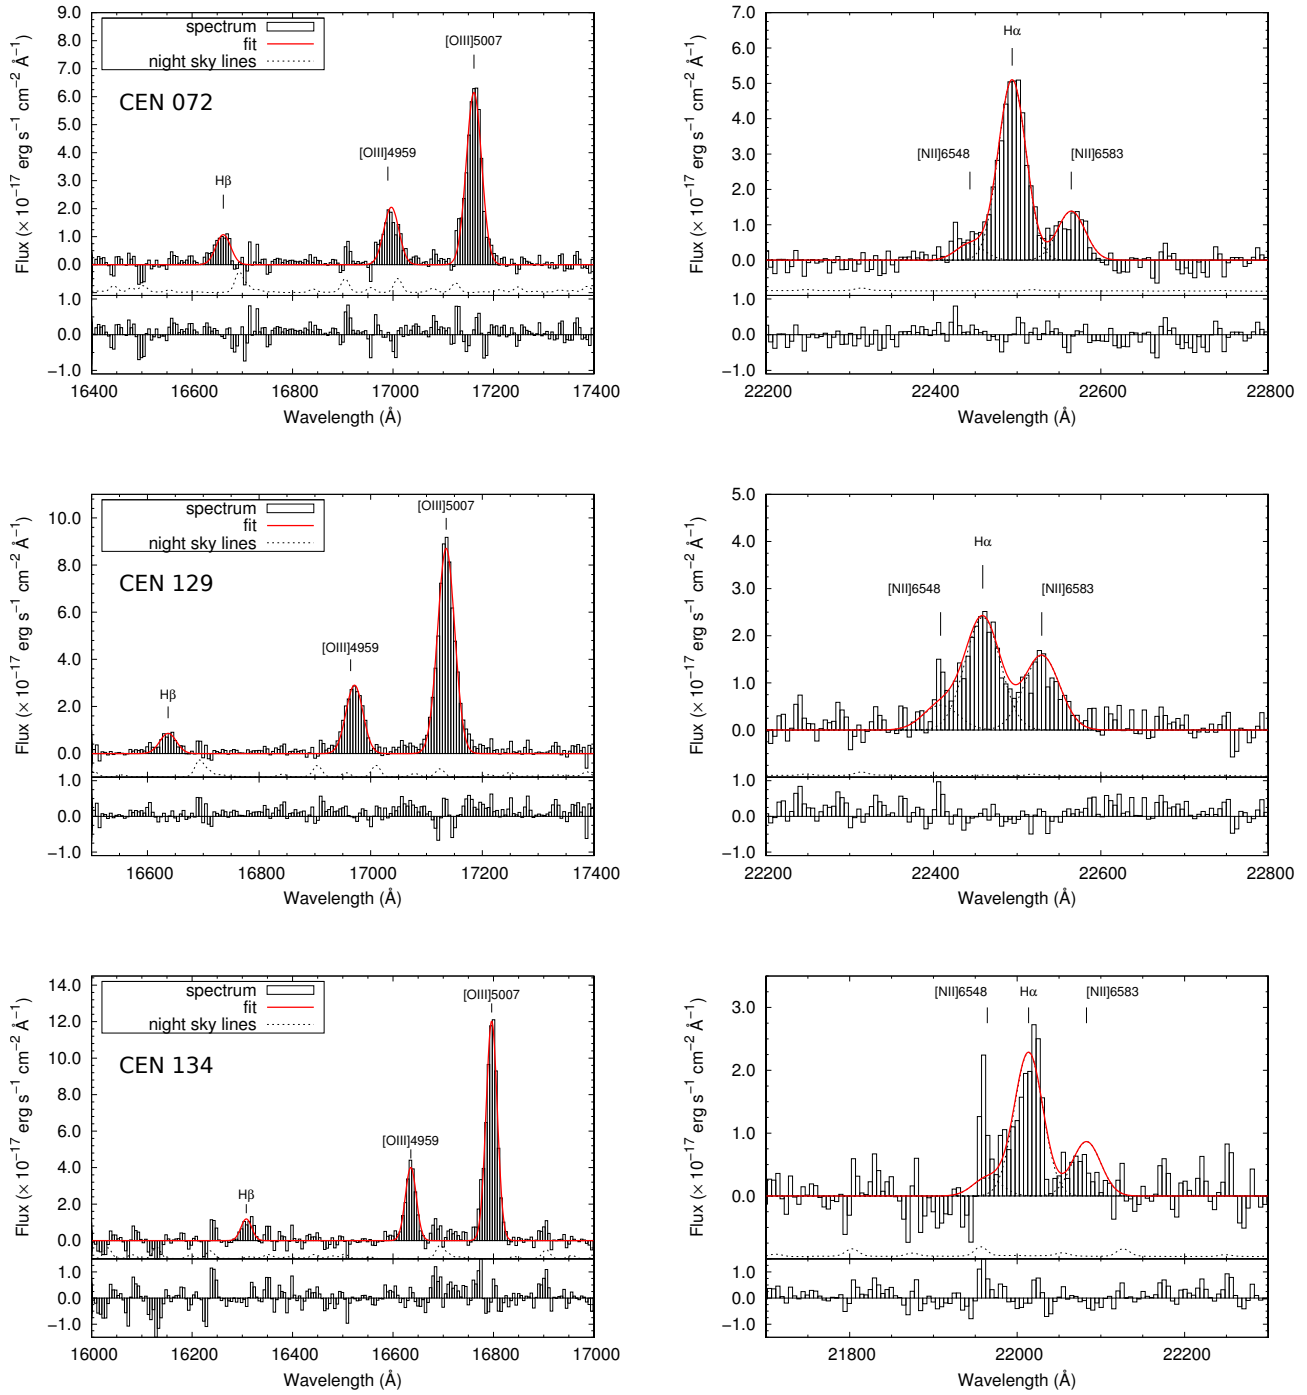 9.0
8.0
7.0
6.0
5.0
4.0
3.0
2.0
1.0
0.0
1.0
0.0
−1.0
Flux (× 10−17 erg s−1 cm−2 Å−1)
spectrum
fit
night sky lines
CEN 072
Hβ
[OIII]4959
[OIII]5007
16400 16600 16800 17000 17200 17400
Wavelength (Å)
7.0
6.0
5.0
4.0
3.0
2.0
1.0
0.0
1.0
0.0
−1.0
Flux (× 10−17 erg s−1 cm−2 Å−1)
Hα
[NII]6548
[NII]6583
22200 22400 22600 22800
Wavelength (Å)
10.0
8.0
6.0
4.0
2.0
0.0
1.0
0.0
−1.0
Flux (× 10−17 erg s−1 cm−2 Å−1)
spectrum
fit
night sky lines
CEN 129
Hβ
[OIII]4959
[OIII]5007
16600 16800 17000 17200 17400
Wavelength (Å)
5.0
4.0
3.0
2.0
1.0
0.0
1.0
0.0
−1.0
Flux (× 10−17 erg s−1 cm−2 Å−1)
Hα
[NII]6548
[NII]6583
22200 22400 22600 22800
Wavelength (Å)
14.0
12.0
10.0
8.0
6.0
4.0
2.0
0.0
1.0
0.0
−1.0
Flux (× 10−17 erg s−1 cm−2 Å−1)
spectrum
fit
night sky lines
CEN 134
Hβ
[OIII]4959
[OIII]5007
16000 16200 16400 16600 16800 17000
Wavelength (Å)
3.0
2.0
1.0
0.0
1.0
0.0
−1.0
Flux (× 10−17 erg s−1 cm−2 Å−1)
[NII]6548 Hα [NII]6583
21800 22000 22200
Wavelength (Å)